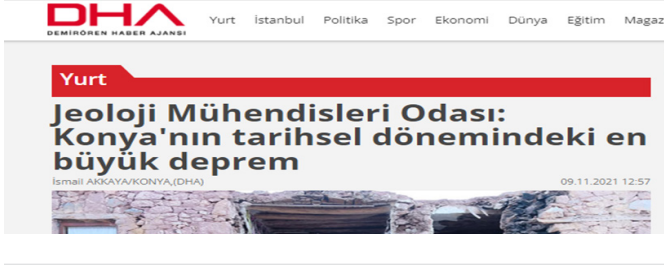 DHA
DEMİRÖREN HABER AJANSI
Yurt İstanbul Politika Spor Ekonomi Dünya Eğitim Magaz
Yurt
Jeoloji Mühendisleri Odası:
Konya'nın tarihsel dönemindeki en
büyük deprem
İsmail AKKAYA/KONYA,(DHA) 09.11.2021 12:57